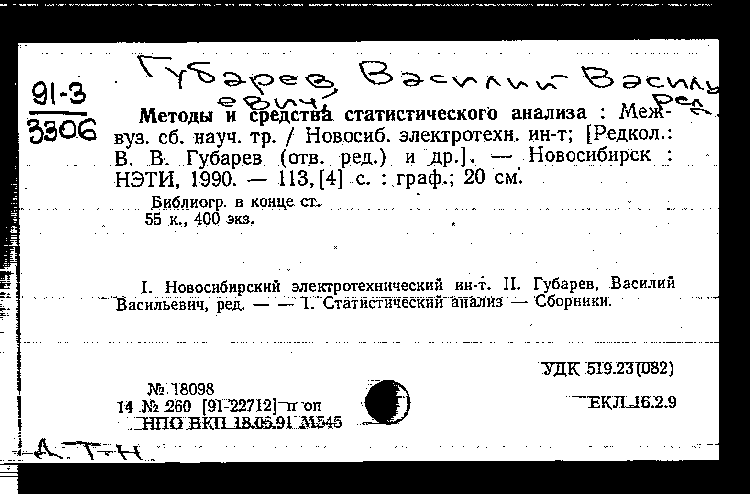 Губарев, Василий Василь
евич, ред.
91-3
3306
Методы и средства статистического анализа : Меж-
вуз. сб. науч. тр. / Новосиб. электротехн. ин-т; [Редкол.:
В. В. Губарев (отв. ред.) и др.]. — Новосибирск :
НЭТИ, 1990. — 113, [4] с. : граф.; 20 см.
Библиогр. в конце ст.
55 к., 400 экз.
I. Новосибирский электротехнический ин-т. II. Губарев, Василий
Васильевич, ред. — — 1. Статистический анализ — Сборники.
УДК 519.23(082)
№ 18098
14 № 260 [91-22712] п оп
ЕКЛ 16.2.9
НПО ВКП 18.06.91 М545
Д. Т-Н